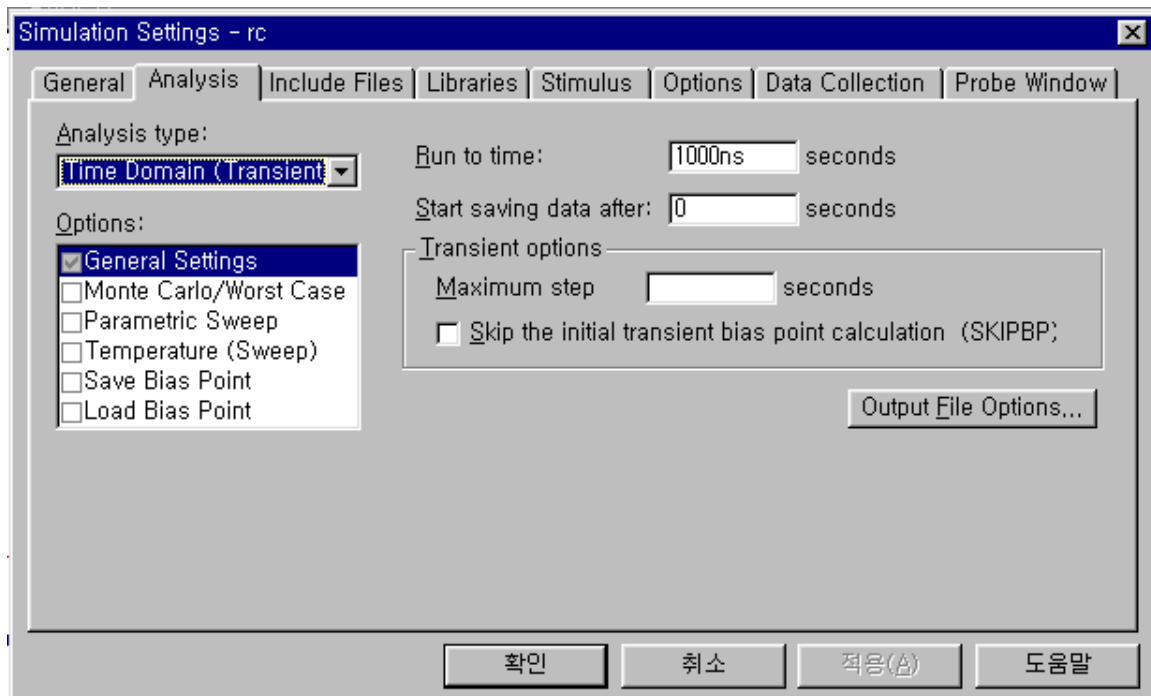 Simulation Settings - rc
General Analysis Include Files Libraries Stimulus Options Data Collection Probe Window
Analysis type:
Time Domain (Transient
Run to time: 1000ns seconds
Start saving data after: 0 seconds
Options:
General Settings
Monte Carlo/Worst Case
Parametric Sweep
Temperature (Sweep)
Save Bias Point
Load Bias Point
Transient options
Maximum step seconds
Skip the initial transient bias point calculation (SKIPBP)
Output File Options...
확인 취소 적용(A) 도움말